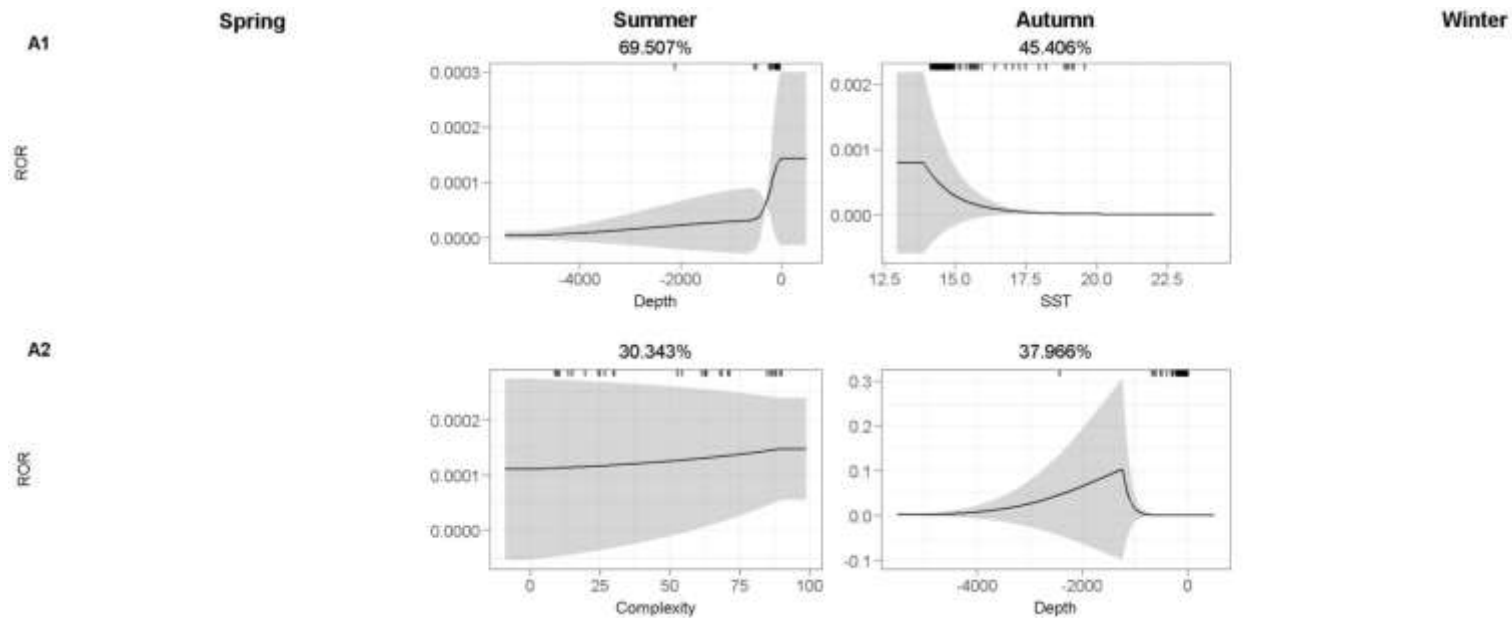 Spring Summer Autumn Winter
A1 69.507% 45.406%
ROR
0.0003
0.0002
0.0001
0.0000
-4000 -2000 0
Depth
0.002
0.001
0.000
12.5 15.0 17.5 20.0 22.5
SST
A2 30.343% 37.966%
ROR
0.0002
0.0001
0.0000
0 25 50 75 100
Complexity
0.3
0.2
0.1
0.0
-0.1
-4000 -2000 0
Depth